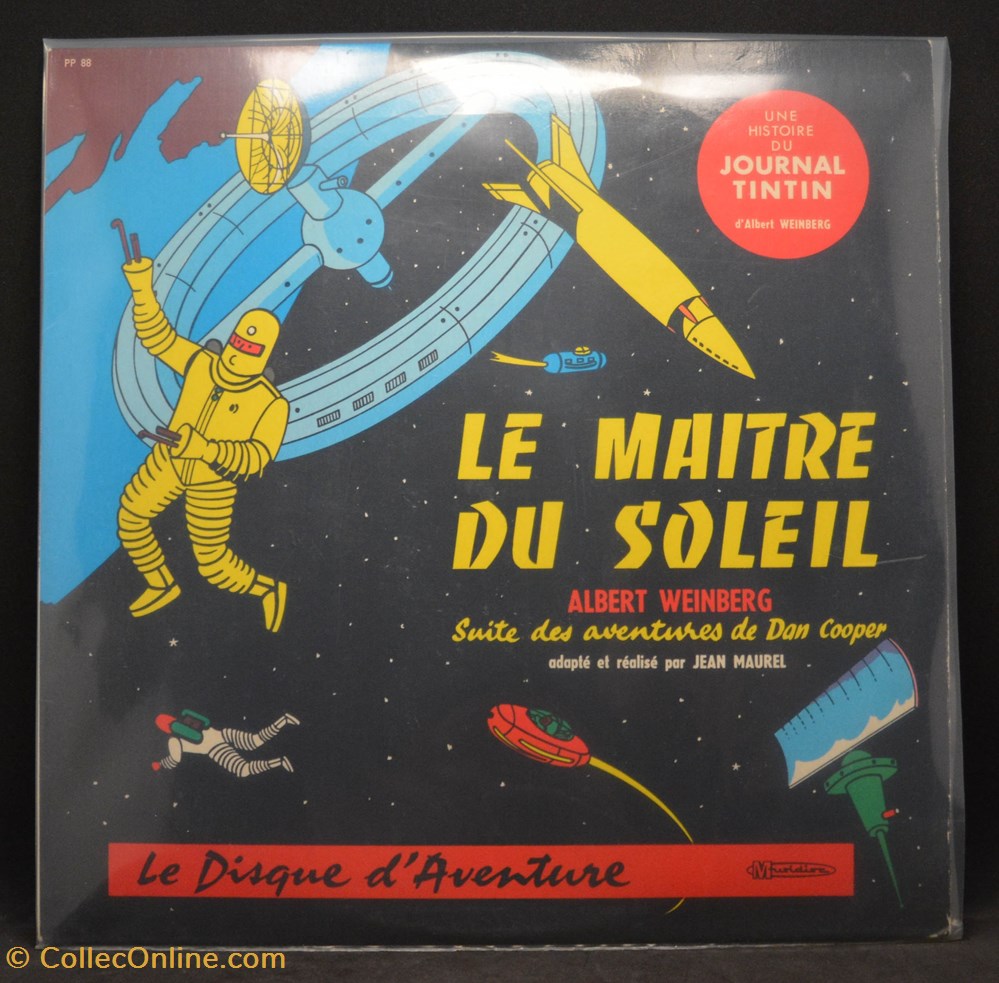 PP 88
UNE
HISTOIRE
DU
JOURNAL
TINTIN
d'Albert WEINBERG
LE MAITRE
DU SOLEIL
ALBERT WEINBERG
Suite des aventures de Dan Cooper
adapté et réalisé par JEAN MAUREL
Le Disque d'Aventure
Musidisc
© CollecOnline.com